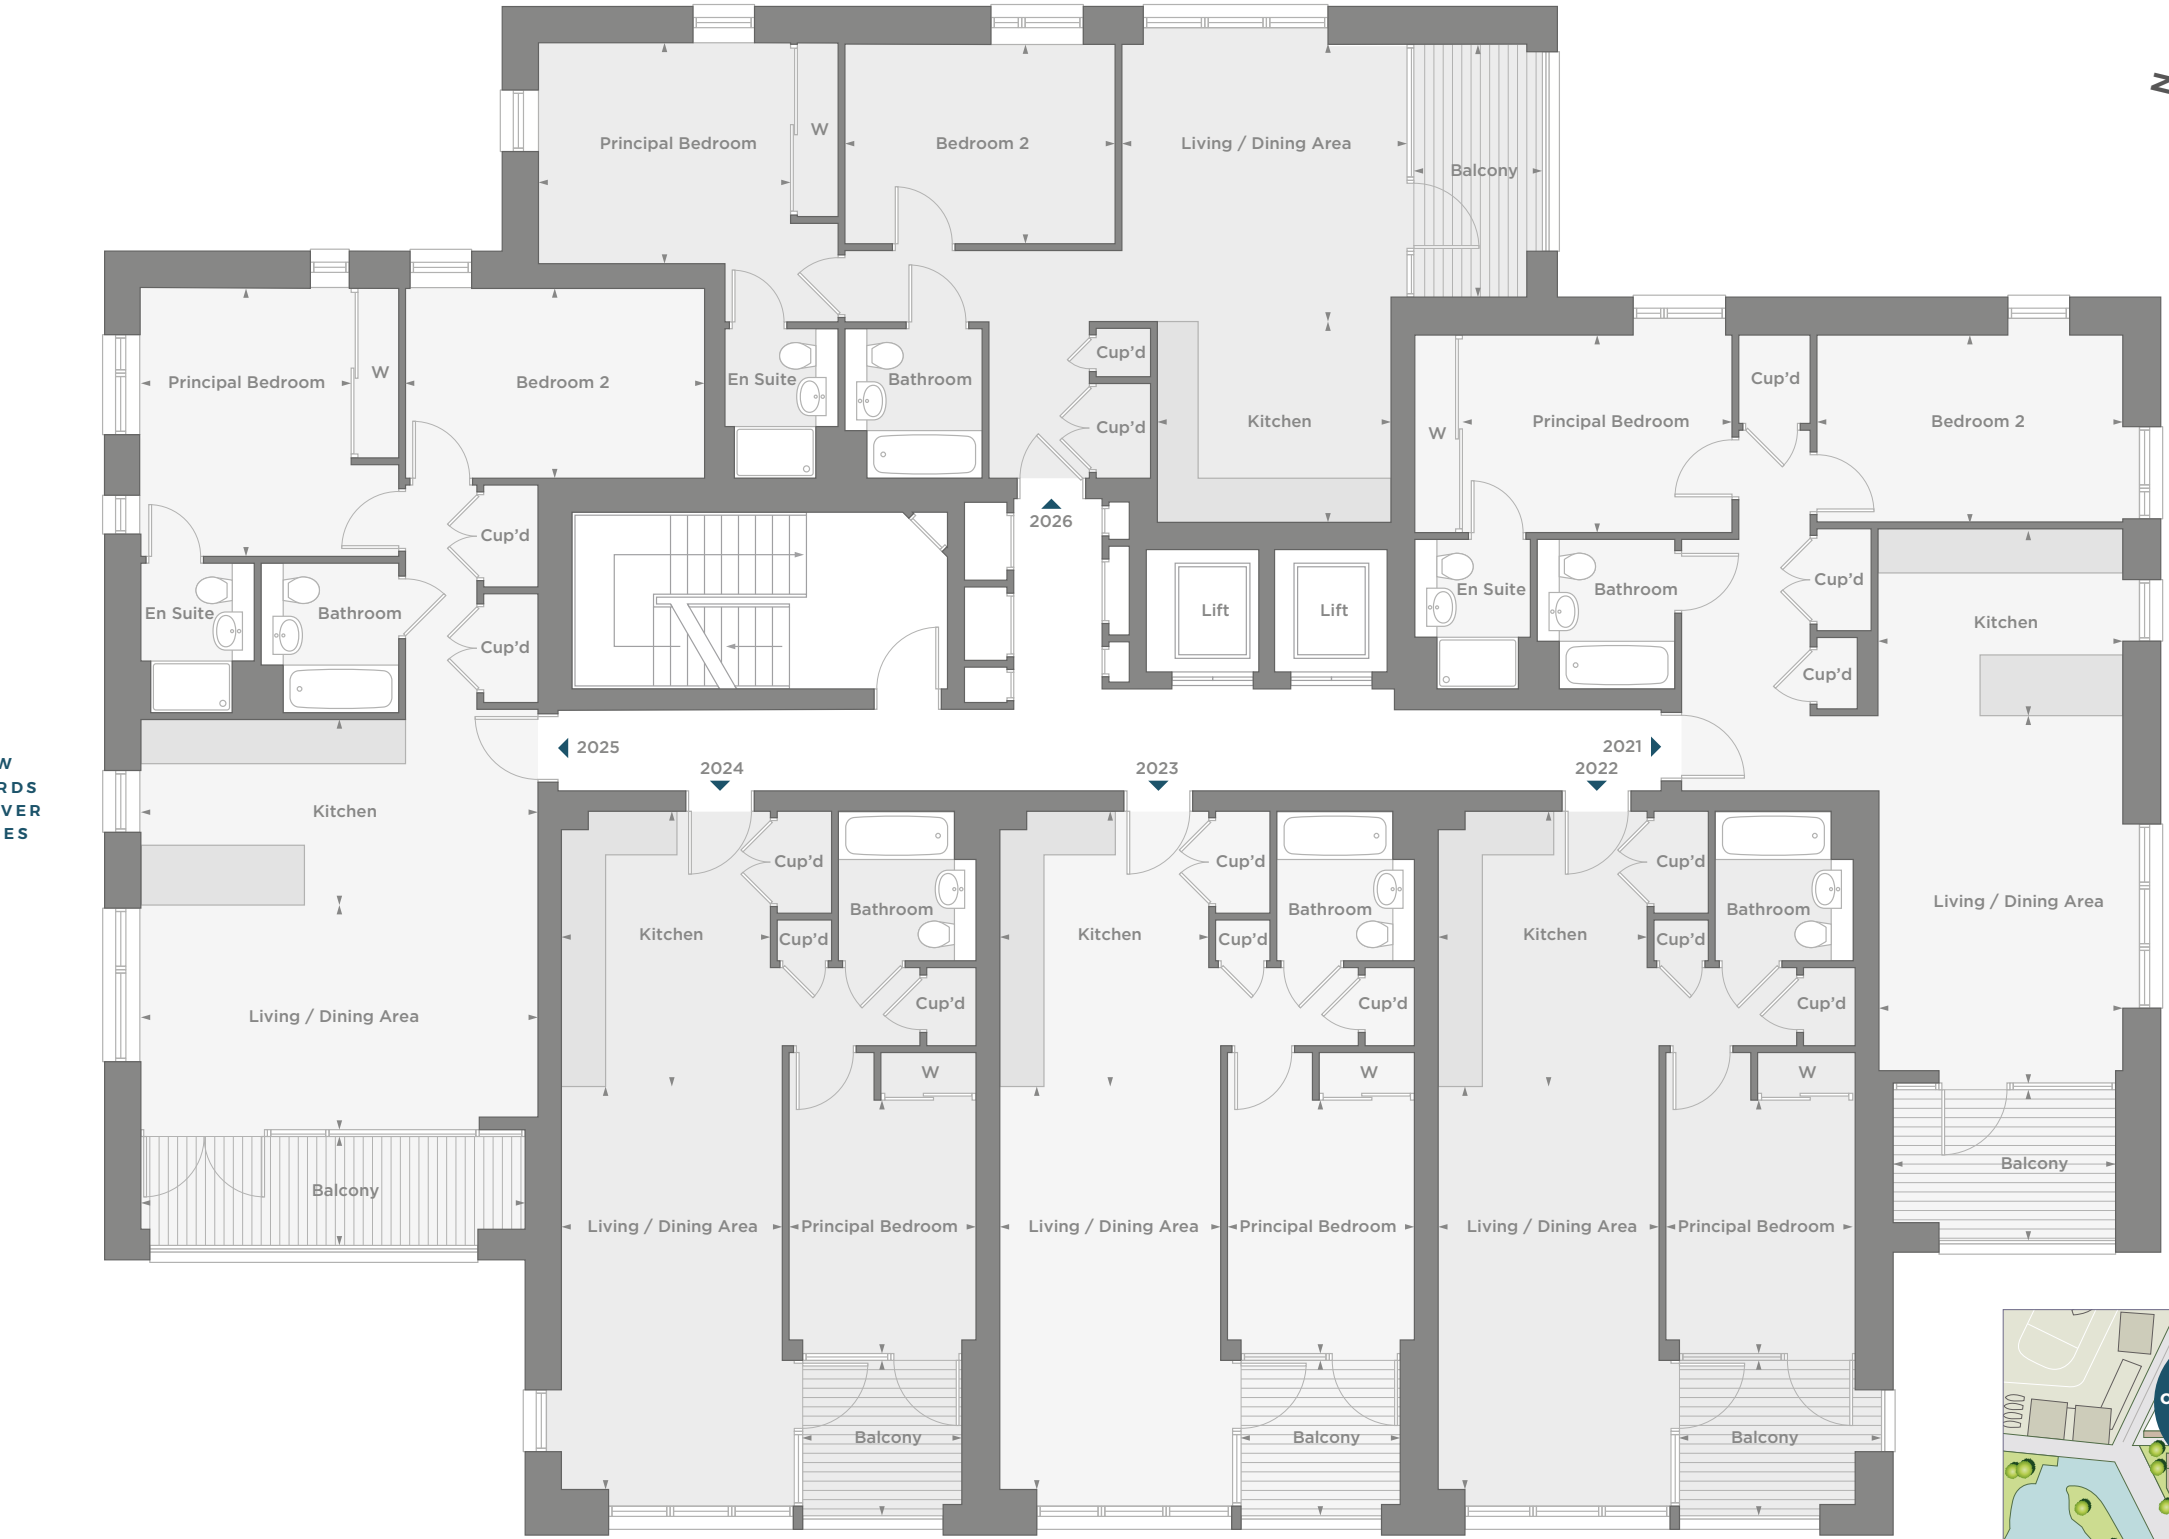 N
Principal Bedroom
W
Bedroom 2
Living / Dining Area
Balcony
En Suite
Bathroom
Cup'd
Cup'd
Kitchen
2026
Principal Bedroom
W
Bedroom 2
Cup'd
Cup'd
En Suite
Bathroom
Kitchen
Living / Dining Area
Balcony
2025
Lift
Lift
W
Principal Bedroom
Cup'd
Bedroom 2
En Suite
Bathroom
Cup'd
Cup'd
Kitchen
Living / Dining Area
Balcony
2021
2024
2023
2022
Kitchen
Cup'd
Cup'd
Bathroom
Cup'd
W
Living / Dining Area
Principal Bedroom
Balcony
Kitchen
Cup'd
Cup'd
Bathroom
Cup'd
W
Living / Dining Area
Principal Bedroom
Balcony
Kitchen
Cup'd
Cup'd
Bathroom
Cup'd
W
Living / Dining Area
Principal Bedroom
Balcony